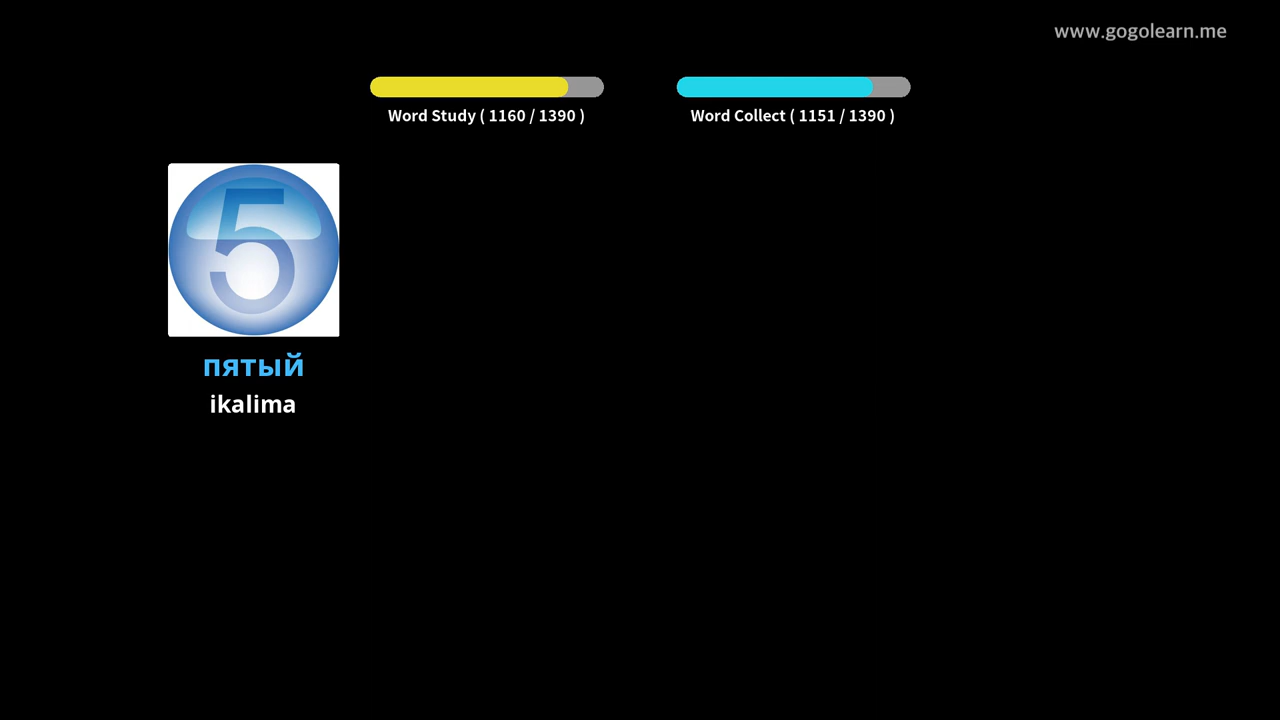 www.gogolearn.me
Word Study ( 1160 / 1390 )
Word Collect ( 1151 / 1390 )
5
пятый
ikalima